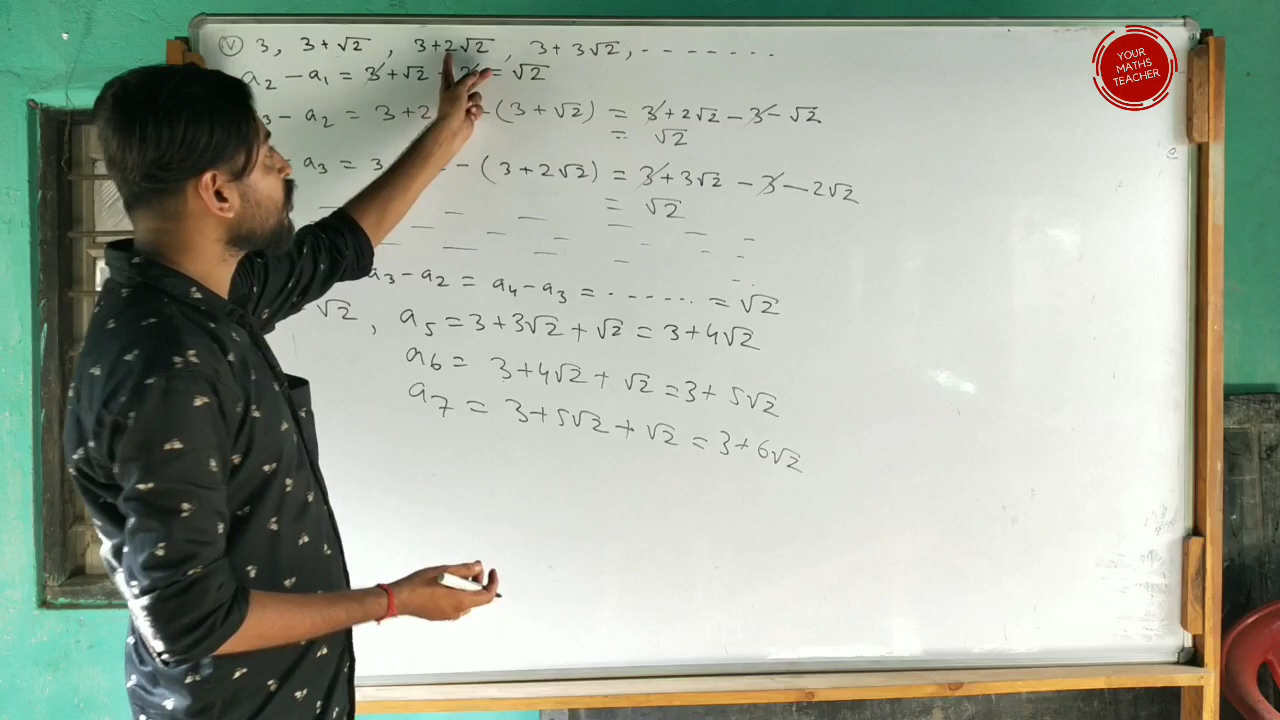 (v) 3, 3+√2, 3+2√2, 3+3√2, - - - - - - - -
a₂ - a₁ = 3+√2 - 3 = √2
3 - a₂ = 3+2 - (3+√2) = 3+2√2 - 3 - √2
= √2
a₃ = 3 - (3+2√2) = 3+3√2 - 3 - 2√2
= √2
a₃ - a₂ = a₄ - a₃ = - - - - - - = √2
√2, a₅ = 3+3√2+√2 = 3+4√2
a₆ = 3+4√2+√2 = 3+5√2
a₇ = 3+5√2+√2 = 3+6√2
YOUR
MATHS
TEACHER